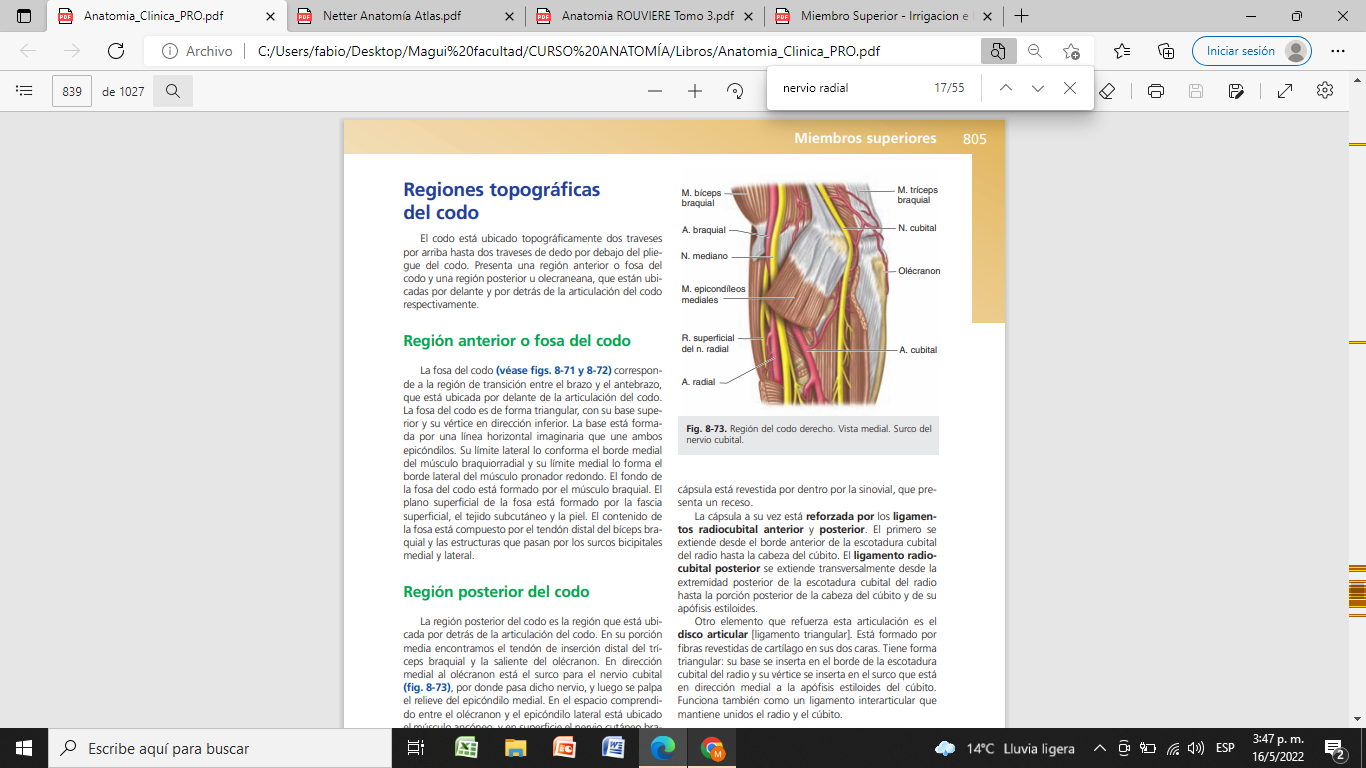 Anatomia_Clinica_PRO.pdf
Netter Anatomía Atlas.pdf
Anatomia ROUVIERE Tomo 3.pdf
Miembro Superior - Irrigacion e
Archivo
C:/Users/fabio/Desktop/Magui%20facultad/CURSO%20ANATOMÍA/Libros/Anatomia_Clinica_PRO.pdf
Iniciar sesión
839 de 1027
nervio radial 17/55
Miembros superiores 805
Regiones topográficas
del codo
El codo está ubicado topográficamente dos traveses
por arriba hasta dos traveses de dedo por debajo del plie-
gue del codo. Presenta una región anterior o fosa del
codo y una región posterior u olecraneana, que están ubi-
cadas por delante y por detrás de la articulación del codo
respectivamente.
Región anterior o fosa del codo
La fosa del codo (véase figs. 8-71 y 8-72) correspon-
de a la región de transición entre el brazo y el antebrazo,
que está ubicada por delante de la articulación del codo.
La fosa del codo es de forma triangular, con su base supe-
rior y su vértice en dirección inferior. La base está forma-
da por una línea horizontal imaginaria que une ambos
epicóndilos. Su límite lateral lo conforma el borde medial
del músculo braquiorradial y su límite medial lo forma el
borde lateral del músculo pronador redondo. El fondo de
la fosa del codo está formado por el músculo braquial. El
plano superficial de la fosa está formado por la fascia
superficial, el tejido subcutáneo y la piel. El contenido de
la fosa está compuesto por el tendón distal del bíceps bra-
quial y las estructuras que pasan por los surcos bicipitales
medial y lateral.
Región posterior del codo
La región posterior del codo es la región que está ubi-
cada por detrás de la articulación del codo. En su porción
media encontramos el tendón de inserción distal del trí-
ceps braquial y la saliente del olécranon. En dirección
medial al olécranon está el surco para el nervio cubital
(fig. 8-73), por donde pasa dicho nervio, y luego se palpa
el relieve del epicóndilo medial. En el espacio comprendi-
do entre el olécranon y el epicóndilo lateral está ubicado
el músculo ancóneo, y en superficie el nervio cutáneo bra-
M. bíceps
braquial
A. braquial
N. mediano
M. epicondíleos
mediales
R. superficial
del n. radial
A. radial
M. tríceps
braquial
N. cubital
Olécranon
A. cubital
Fig. 8-73. Región del codo derecho. Vista medial. Surco del
nervio cubital.
cápsula está revestida por dentro por la sinovial, que pre-
senta un receso.
La cápsula a su vez está reforzada por los ligamen-
tos radiocubital anterior y posterior. El primero se
extiende desde el borde anterior de la escotadura cubital
del radio hasta la cabeza del cúbito. El ligamento radio-
cubital posterior se extiende transversalmente desde la
extremidad posterior de la escotadura cubital del radio
hasta la porción posterior de la cabeza del cúbito y de su
apófisis estiloides.
Otro elemento que refuerza esta articulación es el
disco articular [ligamento triangular]. Está formado por
fibras revestidas de cartílago en sus dos caras. Tiene forma
triangular: su base se inserta en el borde de la escotadura
cubital del radio y su vértice se inserta en el surco que está
en dirección medial a la apófisis estiloides del cúbito.
Funciona también como un ligamento interarticular que
mantiene unidos el radio y el cúbito.
Escribe aquí para buscar
14°C Lluvia ligera
ESP
3:47 p. m.
16/5/2022
2